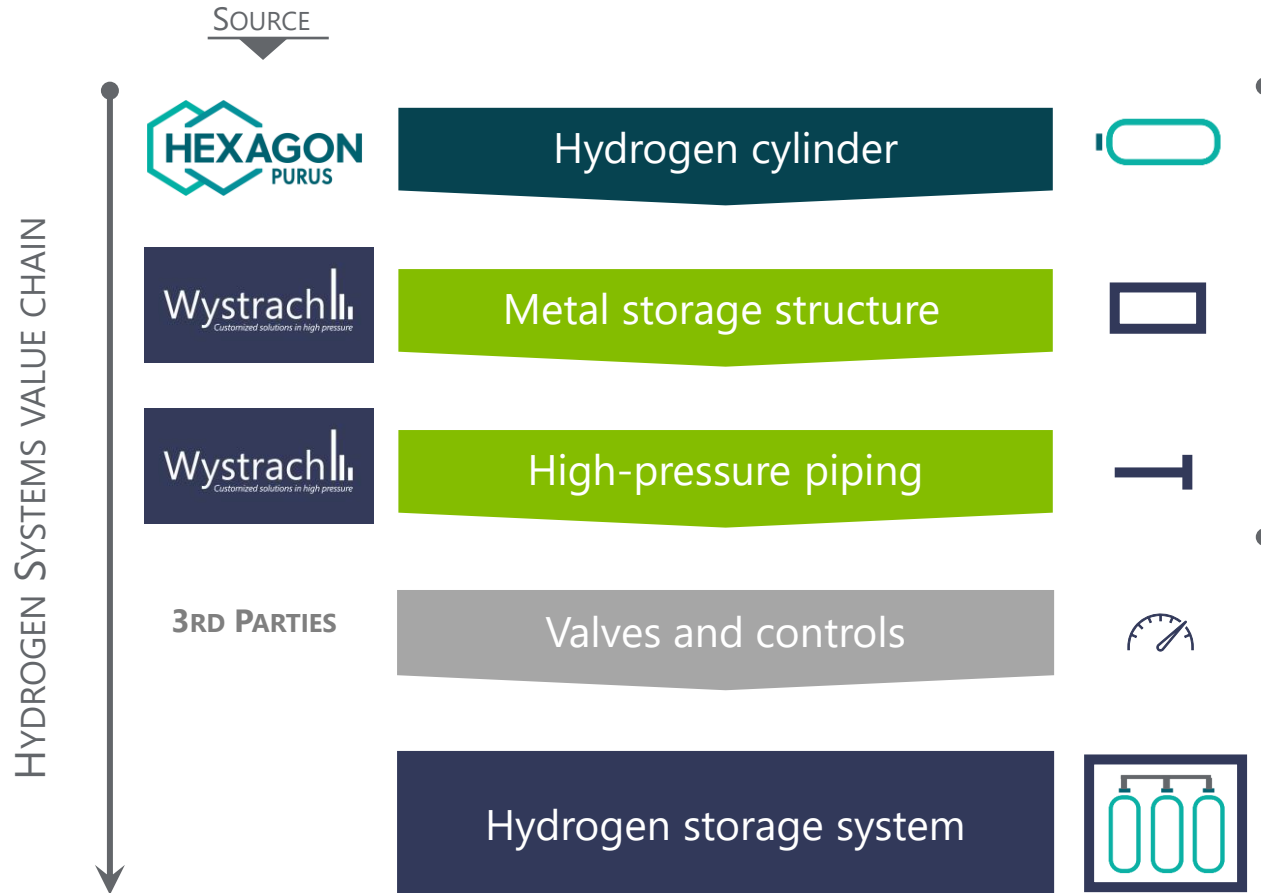 SOURCE
HYDROGEN SYSTEMS VALUE CHAIN
HEXAGON
PURUS
Hydrogen cylinder
Wystrach
Customized solutions in high pressure
Metal storage structure
Wystrach
Customized solutions in high pressure
High-pressure piping
3RD PARTIES
Valves and controls
Hydrogen storage system